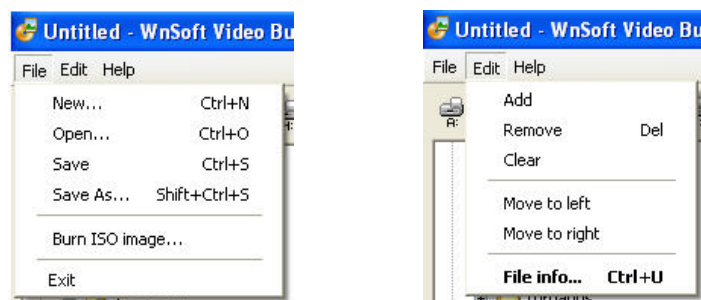 Untitled - WnSoft Video Bu
File Edit Help
New... Ctrl+N
Open... Ctrl+O
Save Ctrl+S
Save As... Shift+Ctrl+S
Burn ISO image...
Exit
Untitled - WnSoft Video Bu
File Edit Help
A:
Add
Remove Del
Clear
Move to left
Move to right
File info... Ctrl+U